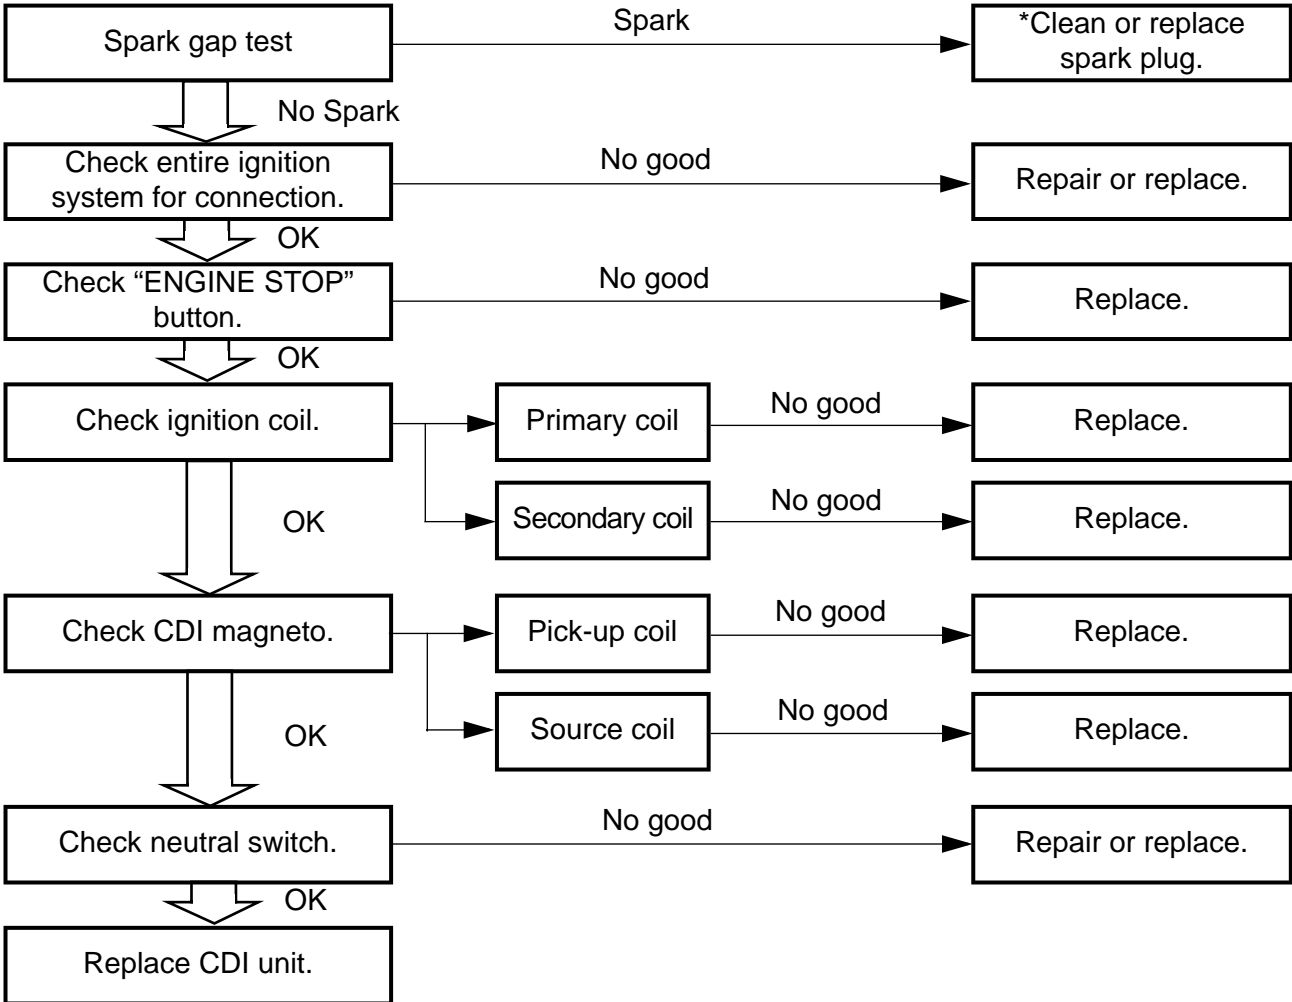 Spark gap test
Spark
*Clean or replace
spark plug.
No Spark
Check entire ignition
system for connection.
No good
Repair or replace.
OK
Check “ENGINE STOP”
button.
No good
Replace.
OK
Check ignition coil.
Primary coil
No good
Replace.
OK
Secondary coil
No good
Replace.
Check CDI magneto.
Pick-up coil
No good
Replace.
OK
Source coil
No good
Replace.
Check neutral switch.
No good
Repair or replace.
OK
Replace CDI unit.